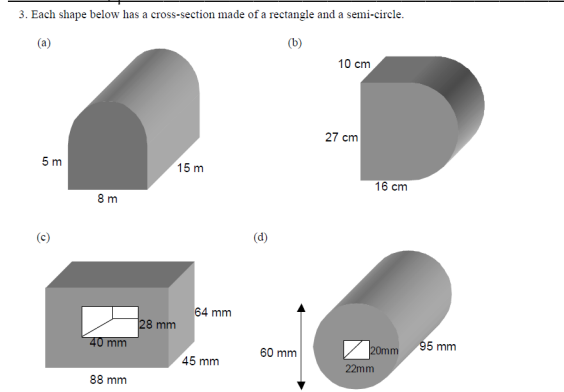 3. Each shape below has a cross-section made of a rectangle and a semi-circle.
(a)
(b)
10 cm
5 m
27 cm
15 m
8 m
16 cm
(c)
(d)
64 mm
28 mm
40 mm
45 mm
88 mm
60 mm
20mm
95 mm
22mm